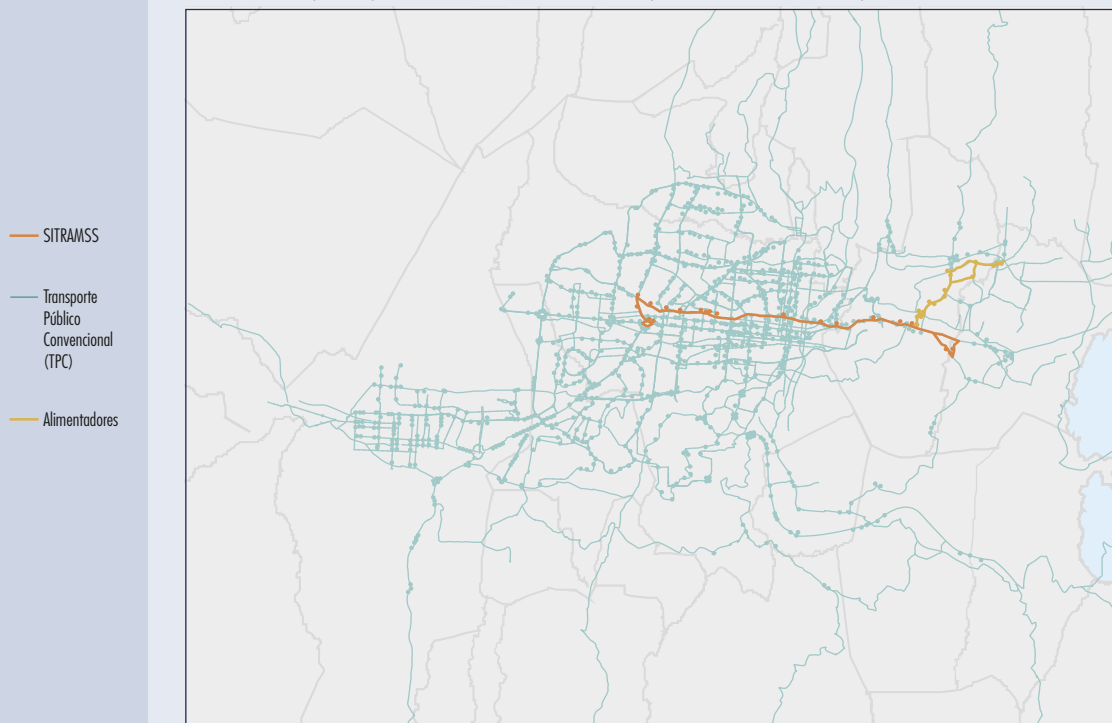 SITRAMSS
Transporte
Público
Convencional
(TPC)
Alimentadores